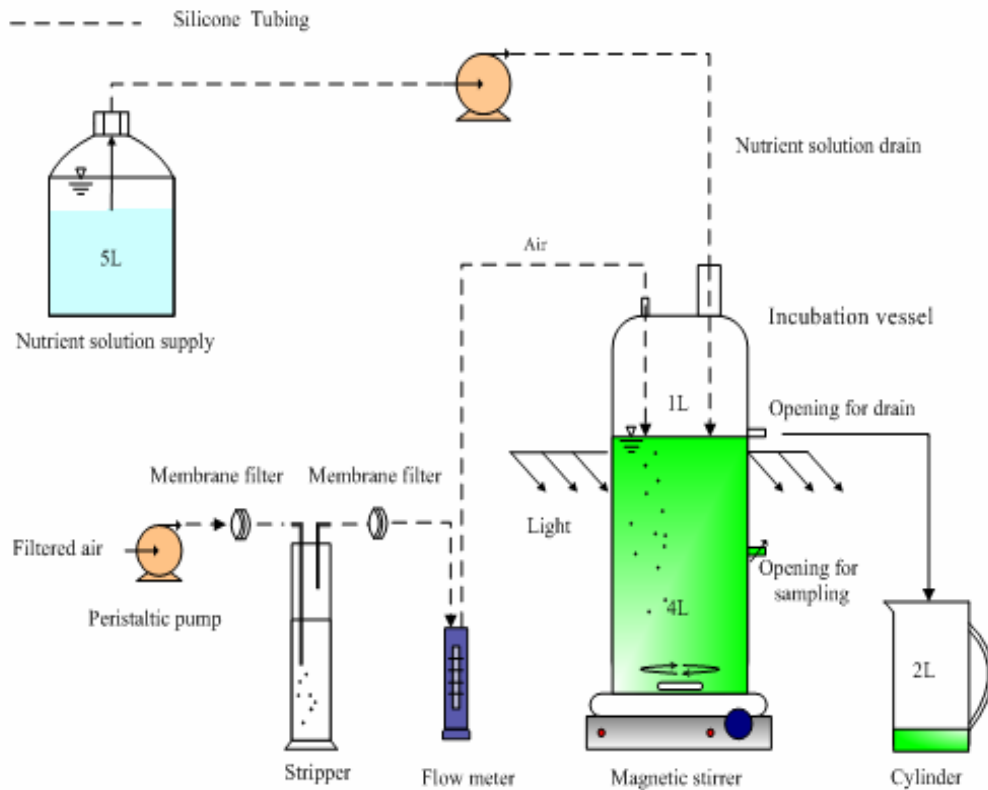 Silicone Tubing
Nutrient solution drain
5L
Air
Nutrient solution supply
Incubation vessel
1L
Opening for drain
Membrane filter
Membrane filter
Light
Filtered air
Opening for
sampling
Peristaltic pump
4L
2L
Stripper
Flow meter
Magnetic stirrer
Cylinder